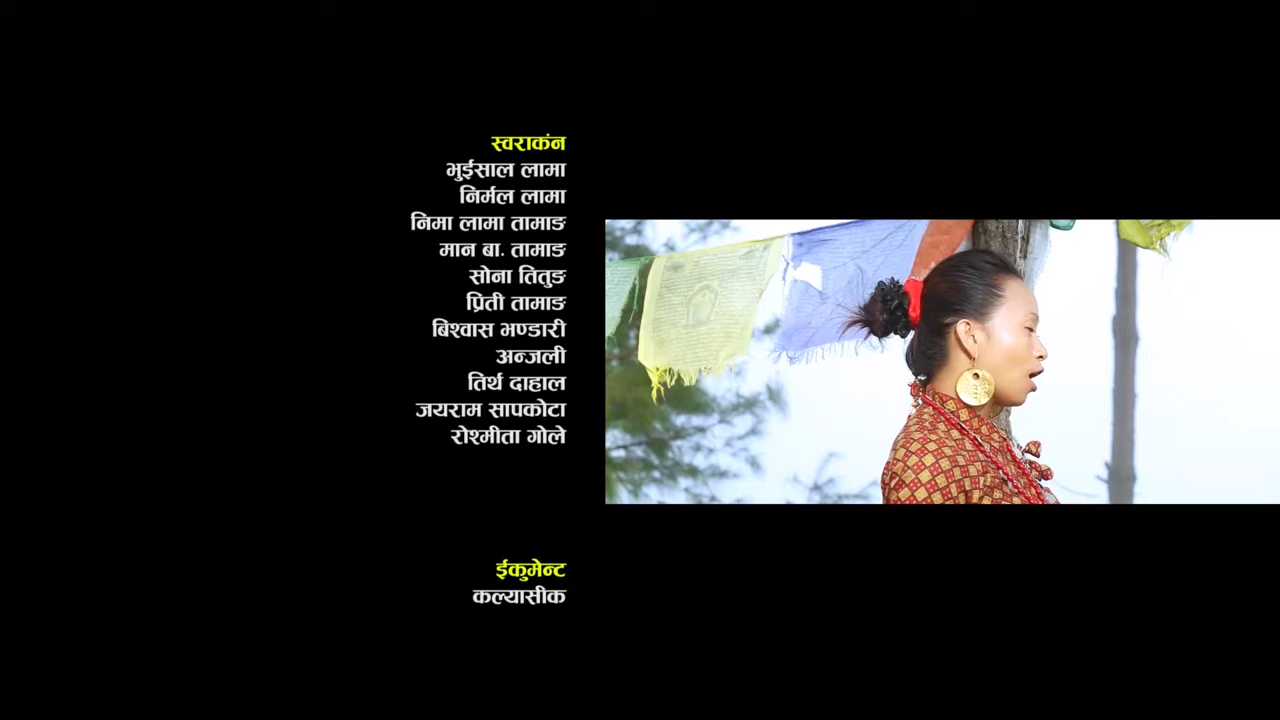 स्वराकंन
भुईसाल लामा
निर्मल लामा
निमा लामा तामाङ
मान बा. तामाङ
सोना तितुङ
प्रिती तामाङ
बिश्वास भण्डारी
अन्जली
तिर्थ दाहाल
जयराम सापकोटा
रोश्मीता गोले
ईकुमेन्ट
कल्यासीक